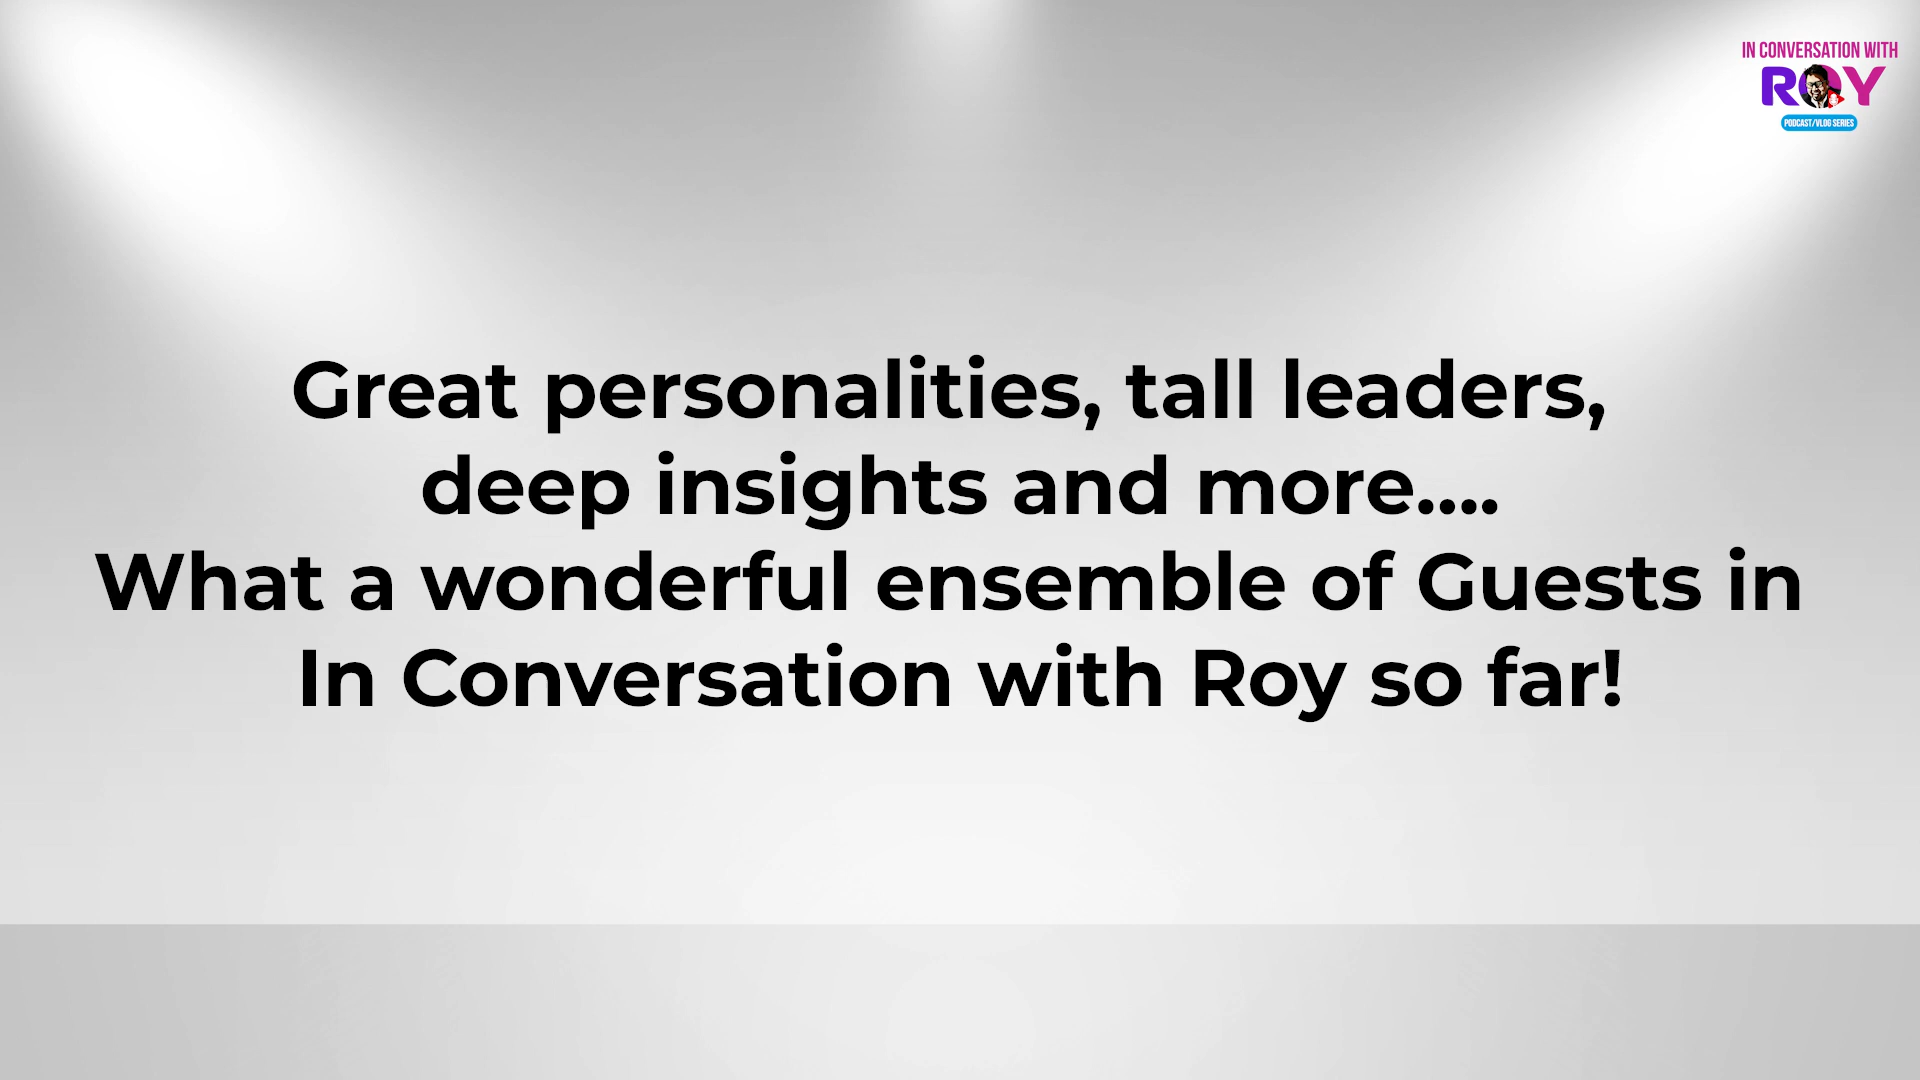 IN CONVERSATION WITH
ROY
PODCAST/VLOG SERIES
Great personalities, tall leaders,
deep insights and more....
What a wonderful ensemble of Guests in
In Conversation with Roy so far!